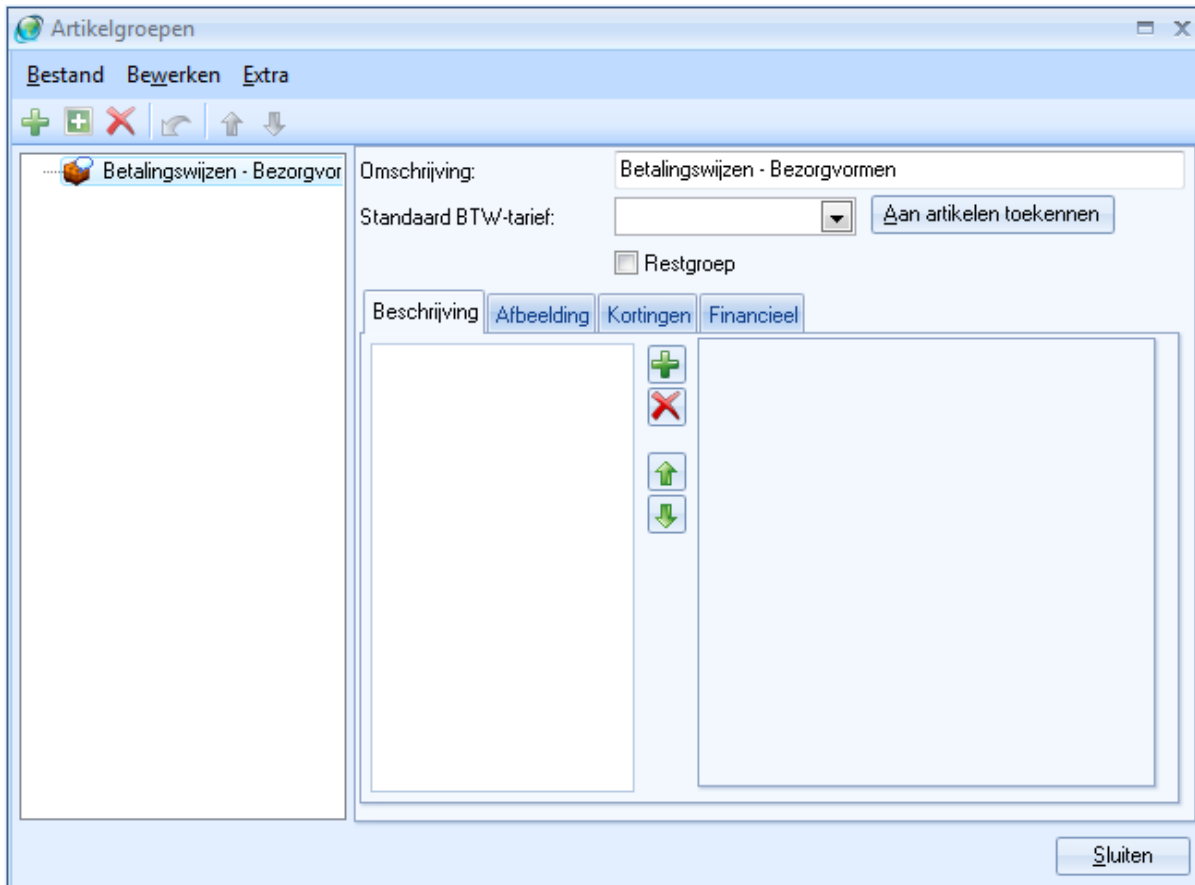 Artikelgroepen
Bestand Bewerken Extra
Betalingswijzen - Bezorgvor
Omschrijving: Betalingswijzen - Bezorgvormen
Standaard BTW-tarief: Aan artikelen toekennen
Restgroep
Beschrijving Afbeelding Kortingen Financieel
Sluiten